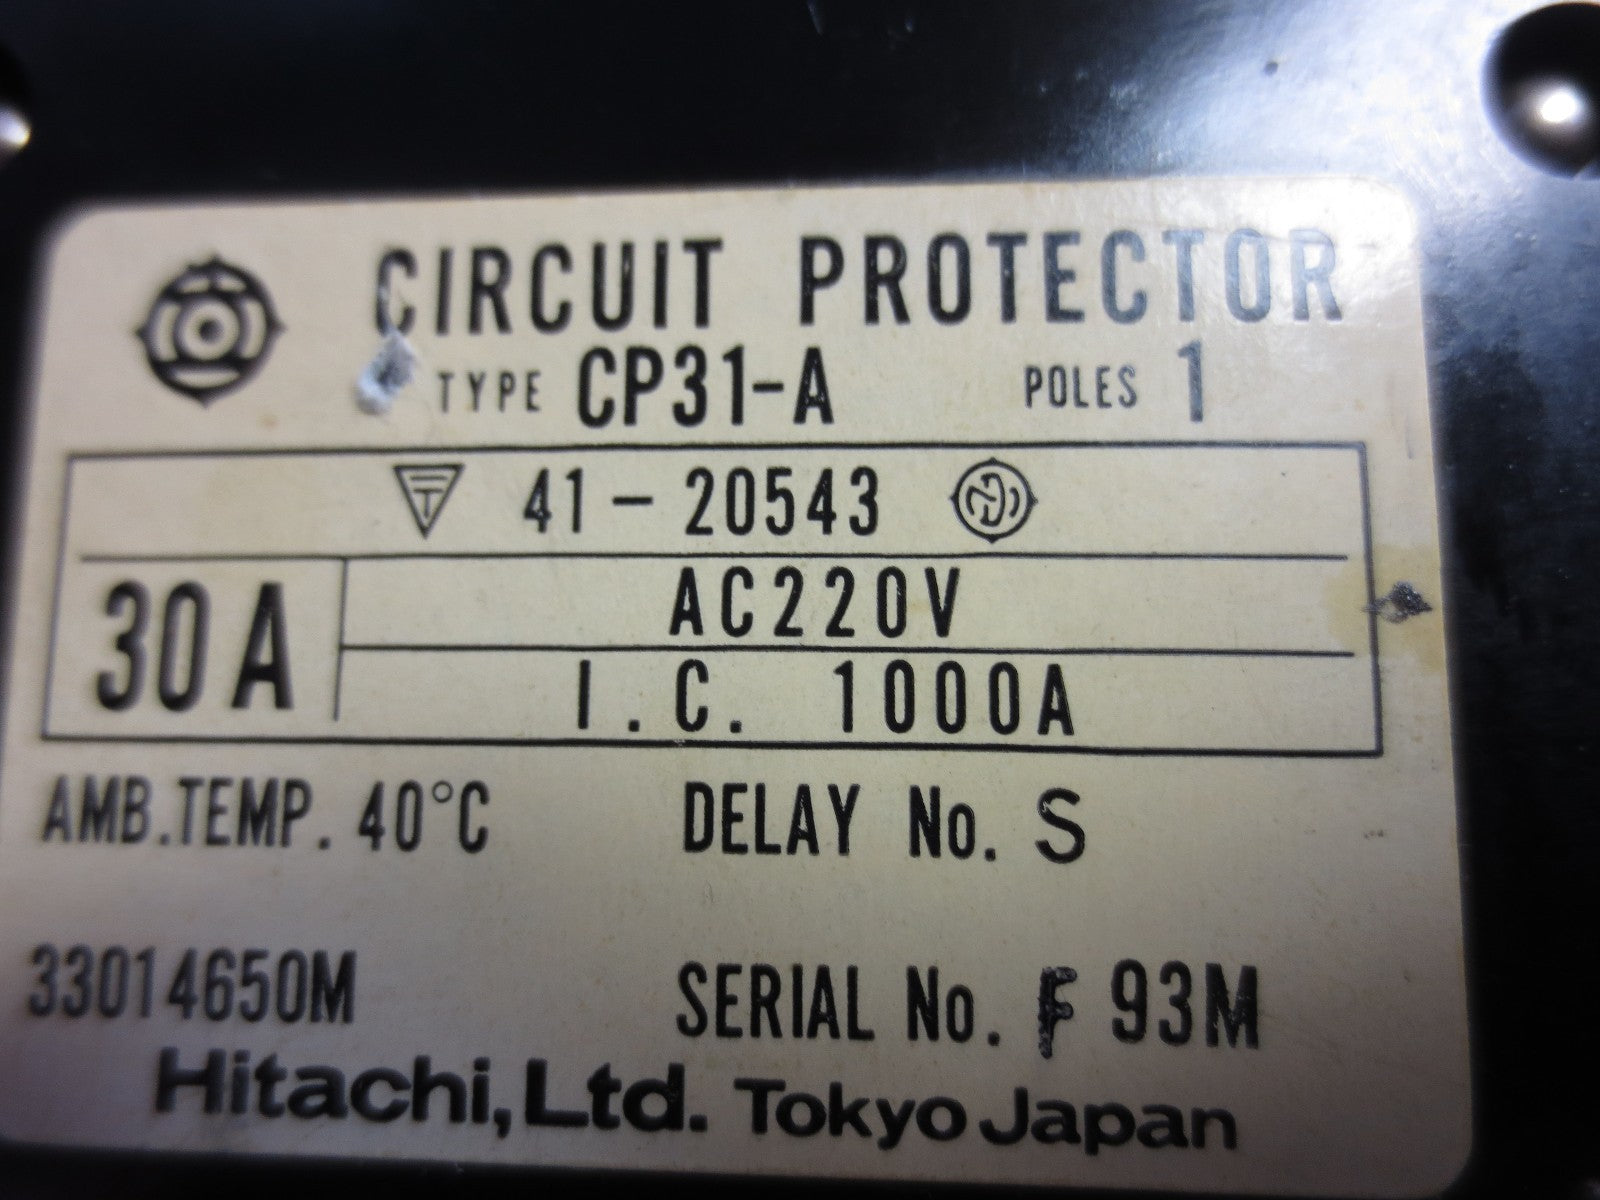 CIRCUIT PROTECTOR
TYPE CP31-A POLES 1
T 41-20543
30A
AC220V
I.C. 1000A
AMB.TEMP. 40°C DELAY No. S
33014650M SERIAL No. F 93M
Hitachi, Ltd. Tokyo Japan